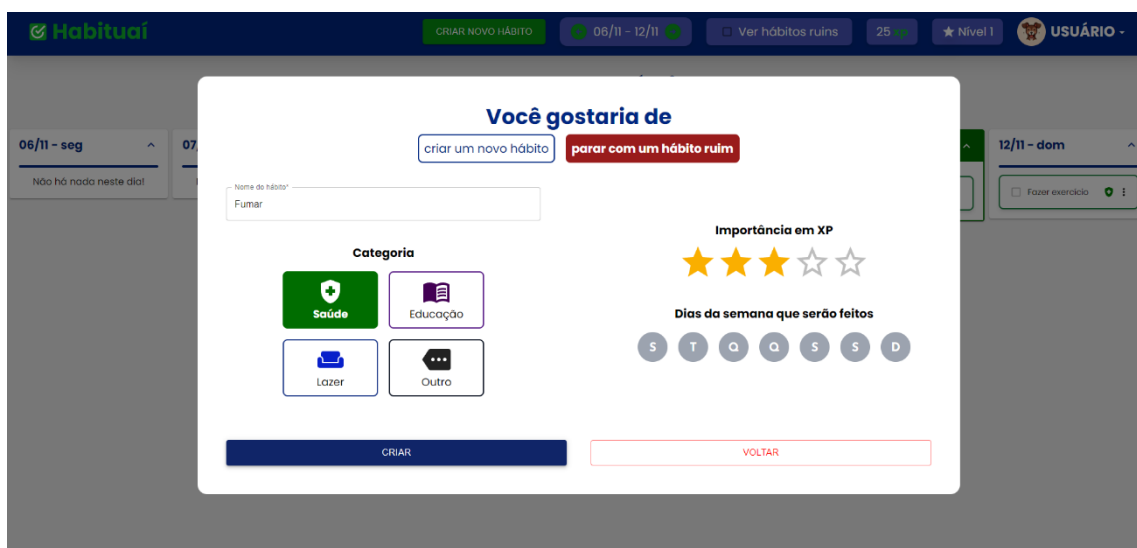 Habituaí
CRIAR NOVO HÁBITO
06/11 - 12/11
Ver hábitos ruins
25 xp
Nível 1
USUÁRIO
06/11 - seg
07
12/11 - dom
Não há nada neste dia!
Fazer exercício
Você gostaria de
criar um novo hábito
parar com um hábito ruim
Nome do hábito*
Fumar
Categoria
Saúde
Educação
Lazer
Outro
Importância em XP
Dias da semana que serão feitos
S T Q Q S S D
CRIAR
VOLTAR